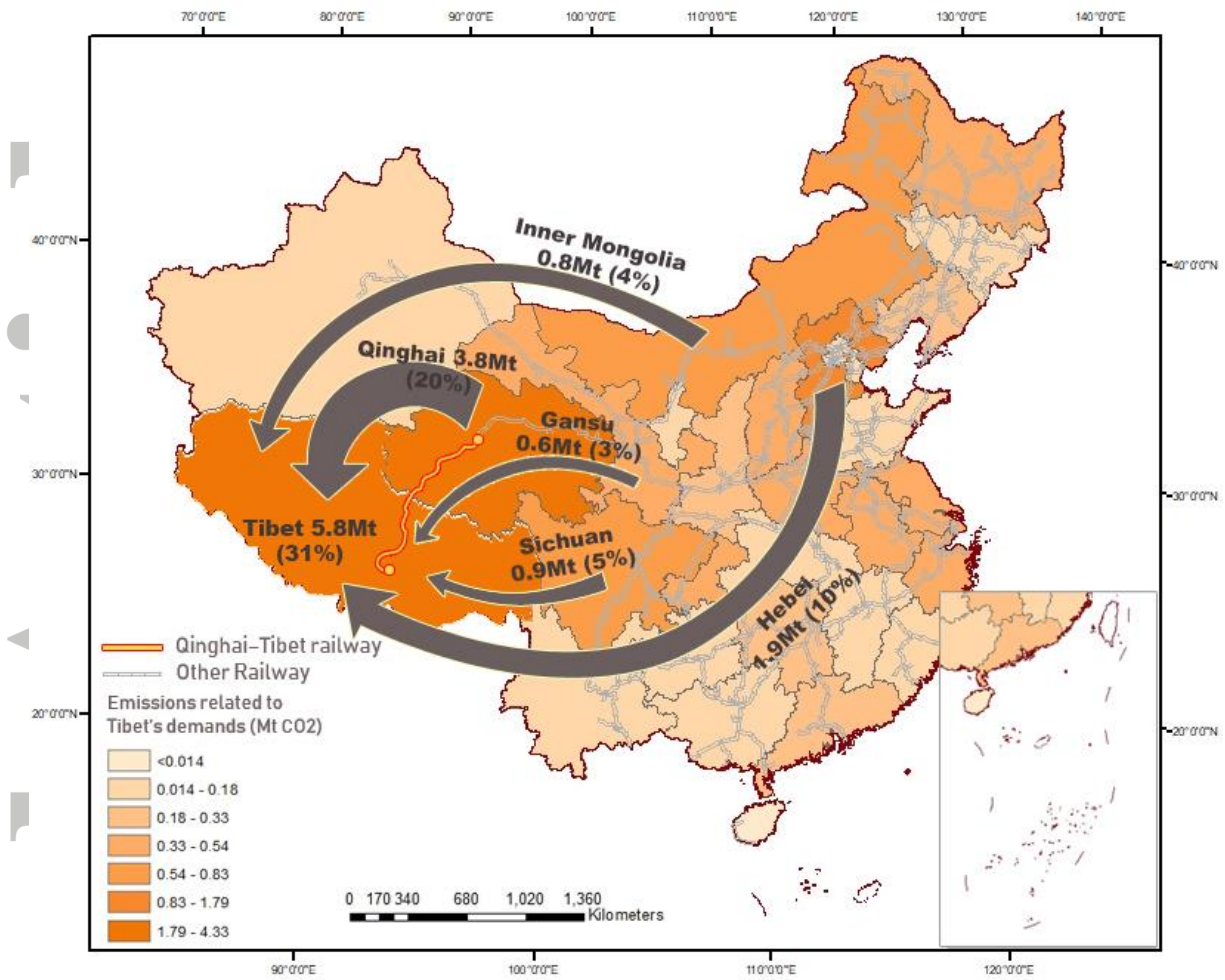 70°0'0"E 80°0'0"E 90°0'0"E 100°0'0"E 110°0'0"E 120°0'0"E 130°0'0"E 140°0'0"E
Inner Mongolia
0.8Mt (4%)
40°0'0"N
40°0'0"N
Qinghai 3.8Mt
(20%)
Gansu
0.6Mt (3%)
30°0'0"N
30°0'0"N
Tibet 5.8Mt
(31%)
Sichuan
0.9Mt (5%)
Hebei
1.9Mt (10%)
Qinghai-Tibet railway
Other Railway
Emissions related to
Tibet's demands (Mt CO2)
20°0'0"N
20°0'0"N
<0.014
0.014 - 0.18
0.18 - 0.33
0.33 - 0.54
0.54 - 0.83
0.83 - 1.79
1.79 - 4.33
0 170 340 680 1,020 1,360
Kilometers
90°0'0"E 100°0'0"E 110°0'0"E 120°0'0"E